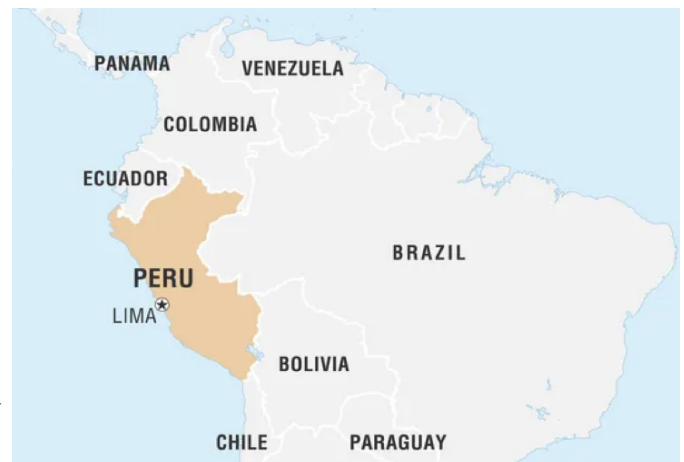 PANAMA
VENEZUELA
COLOMBIA
ECUADOR
BRAZIL
PERU
LIMA
BOLIVIA
CHILE
PARAGUAY